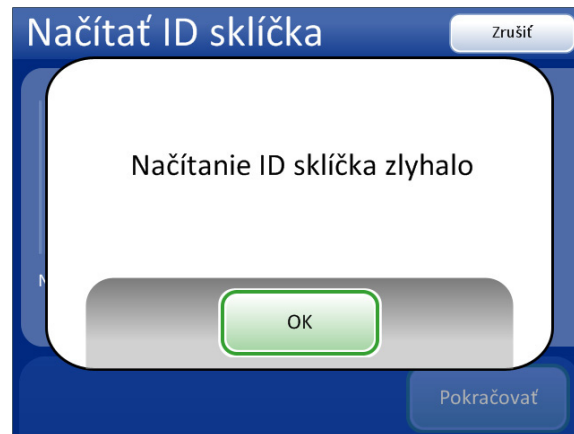 Načítať ID sklíčka
Zrušiť
Načítanie ID sklíčka zlyhalo
OK
Pokračovať